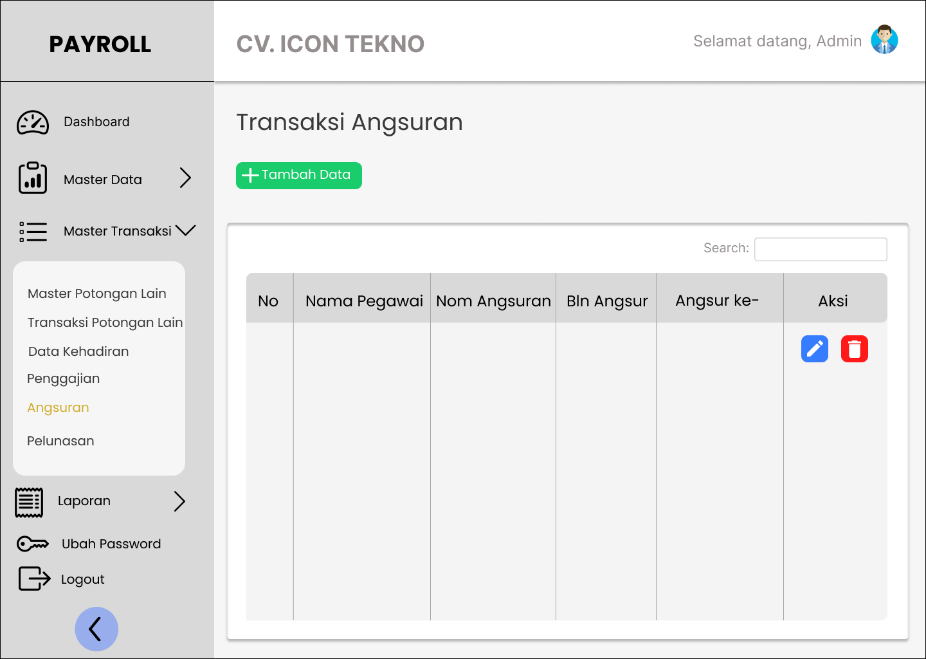 PAYROLL
CV. ICON TEKNO
Selamat datang, Admin
Dashboard
Master Data
Master Transaksi
Master Potongan Lain
Transaksi Potongan Lain
Data Kehadiran
Penggajian
Angsuran
Pelunasan
Laporan
Ubah Password
Logout
Transaksi Angsuran
Tambah Data
Search:
No Nama Pegawai Nom Angsuran Bln Angsur Angsur ke- Aksi